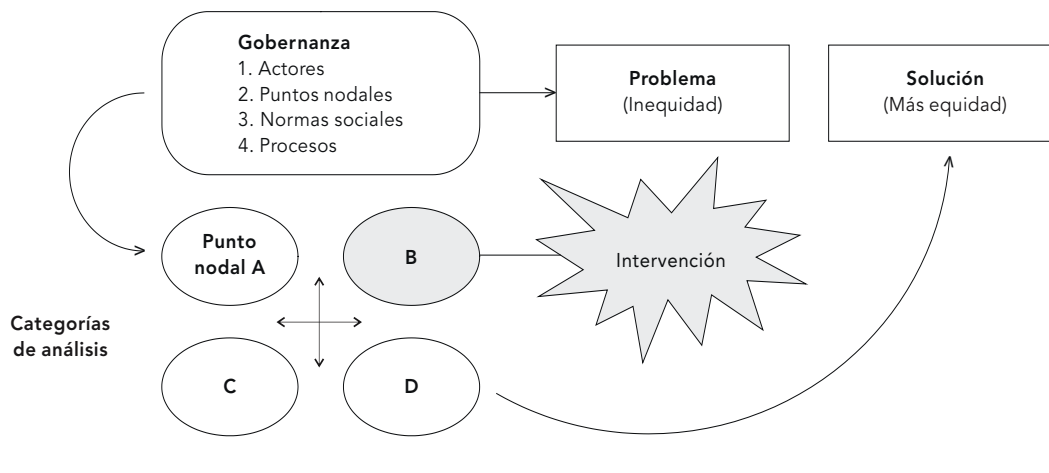 Gobernanza
1. Actores
2. Puntos nodales
3. Normas sociales
4. Procesos
Problema
(Inequidad)
Solución
(Más equidad)
Punto
nodal A
B
Intervención
Categorías
de análisis
C
D